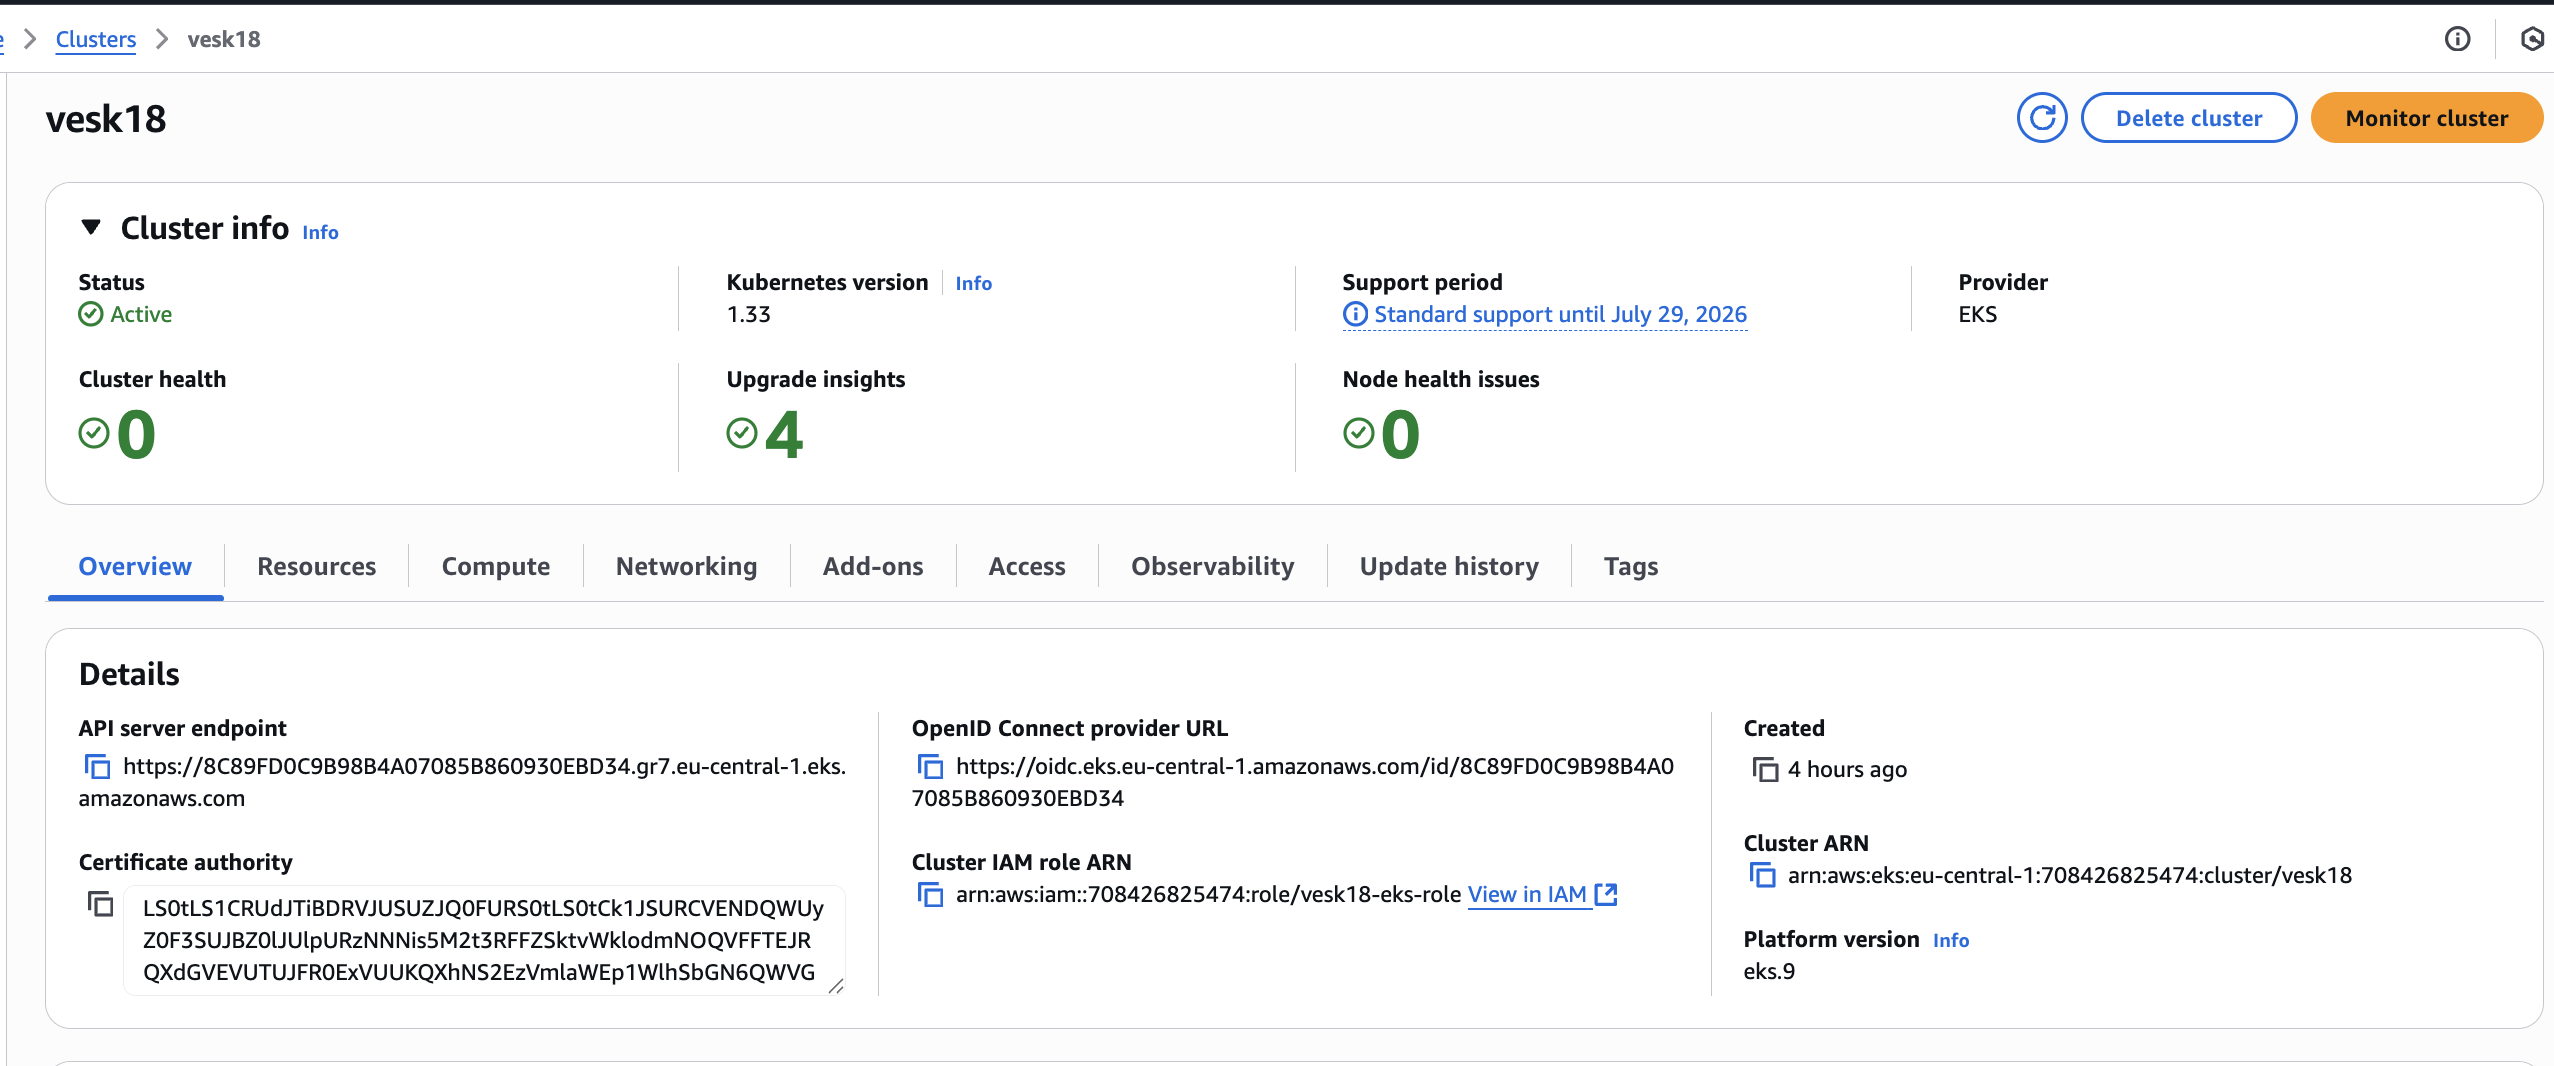 Clusters
vesk18
vesk18
Delete cluster
Monitor cluster
Cluster info Info
Status
Active
Kubernetes version Info
1.33
Support period
Standard support until July 29, 2026
Provider
EKS
Cluster health
0
Upgrade insights
4
Node health issues
0
Overview
Resources
Compute
Networking
Add-ons
Access
Observability
Update history
Tags
Details
API server endpoint
https://8C89FD0C9B98B4A07085B860930EBD34.gr7.eu-central-1.eks.
amazonaws.com
Certificate authority
LS0tLS1CRUdJTiBDRVJUSUZJQ0FURS0tLS0tCk1JSURCVENDQWUy
Z0F3SUJBZ0lJUlpURzNNNis5M2t3RFFZSktvWklodmNOQVFFTEJR
QXdGVEVUTUJFR0ExVUUKQXhNS2EzVmlaWEp1WlhSbGN6QWVG
OpenID Connect provider URL
https://oidc.eks.eu-central-1.amazonaws.com/id/8C89FD0C9B98B4A0
7085B860930EBD34
Cluster IAM role ARN
arn:aws:iam::708426825474:role/vesk18-eks-role View in IAM
Created
4 hours ago
Cluster ARN
arn:aws:eks:eu-central-1:708426825474:cluster/vesk18
Platform version Info
eks.9